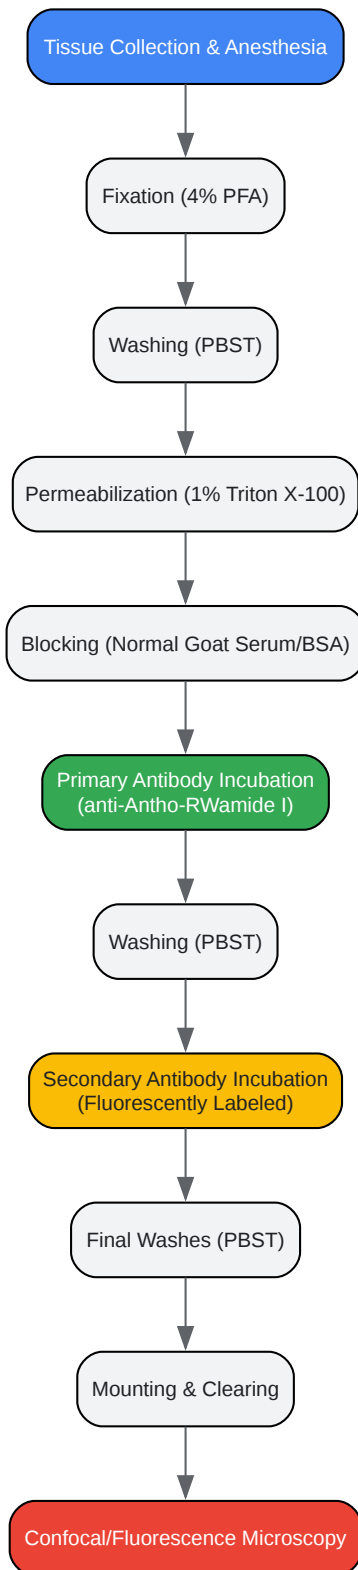 Tissue Collection & Anesthesia
Fixation (4% PFA)
Washing (PBST)
Permeabilization (1% Triton X-100)
Blocking (Normal Goat Serum/BSA)
Primary Antibody Incubation
(anti-Antho-RWamide I)
Washing (PBST)
Secondary Antibody Incubation
(Fluorescently Labeled)
Final Washes (PBST)
Mounting & Clearing
Confocal/Fluorescence Microscopy